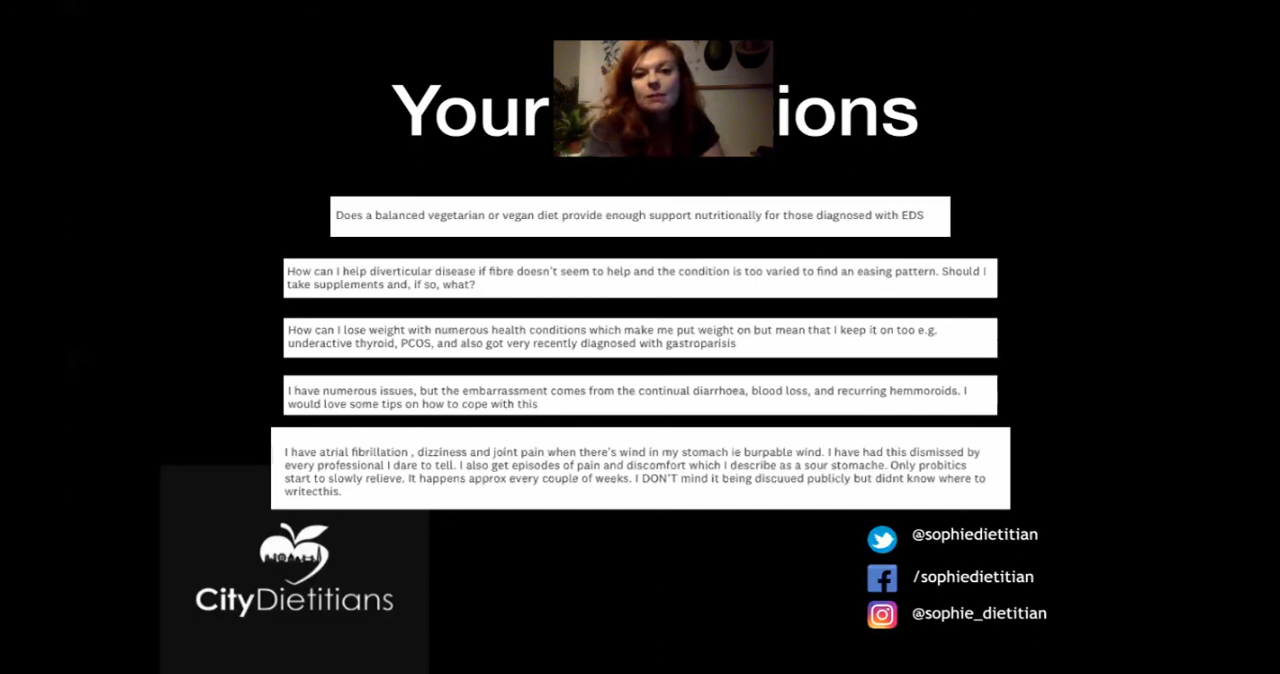 Your
ions
Does a balanced vegetarian or vegan diet provide enough support nutritionally for those diagnosed with EDS
How can I help diverticular disease if fibre doesn't seem to help and the condition is too varied to find an easing pattern. Should I
take supplements and, if so, what?
How can I lose weight with numerous health conditions which make me put weight on but mean that I keep it on too e.g.
underactive thyroid, PCOS, and also got very recently diagnosed with gastroparisis
I have numerous issues, but the embarrassment comes from the continual diarrhoea, blood loss, and recurring hemmoroids. I
would love some tips on how to cope with this
I have atrial fibrillation , dizziness and joint pain when there's wind in my stomach ie burpable wind. I have had this dismissed by
every professional I dare to tell. I also get episodes of pain and discomfort which I describe as a sour stomache. Only probitics
start to slowly relieve. It happens approx every couple of weeks. I DON'T mind it being discuued publicly but didnt know where to
writecthis.
@sophiedietitian
/sophiedietitian
@sophie_dietitian
CityDietitians